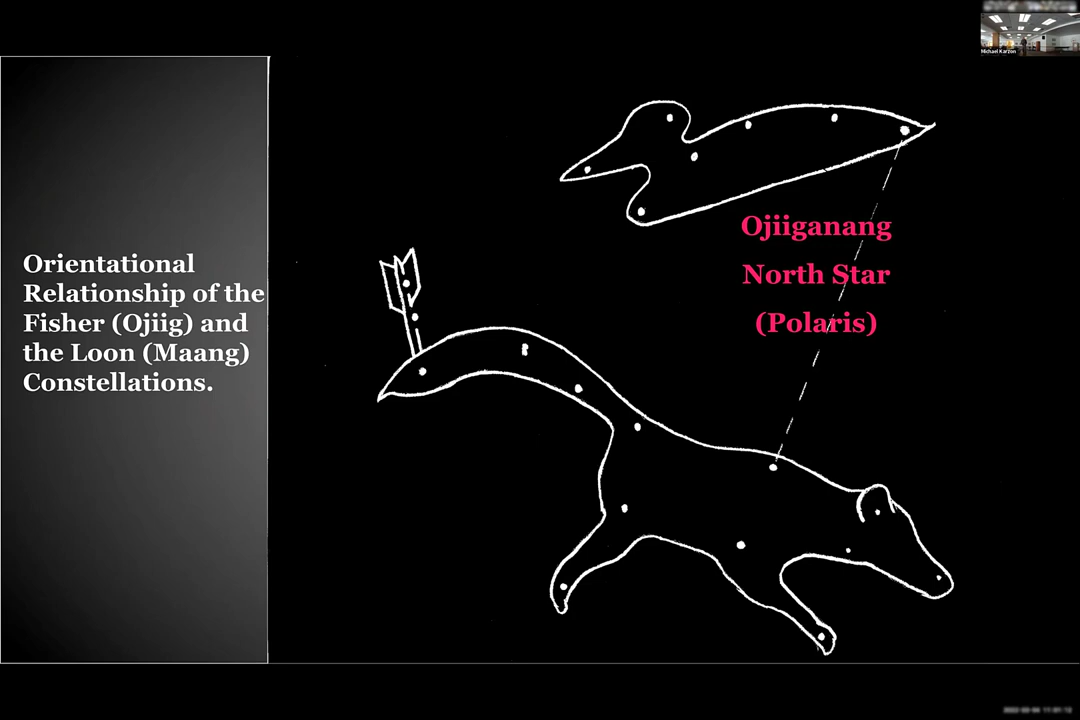 Michael Karzon
Orientational
Relationship of the
Fisher (Ojiig) and
the Loon (Maang)
Constellations.
Ojiiganang
North Star
(Polaris)